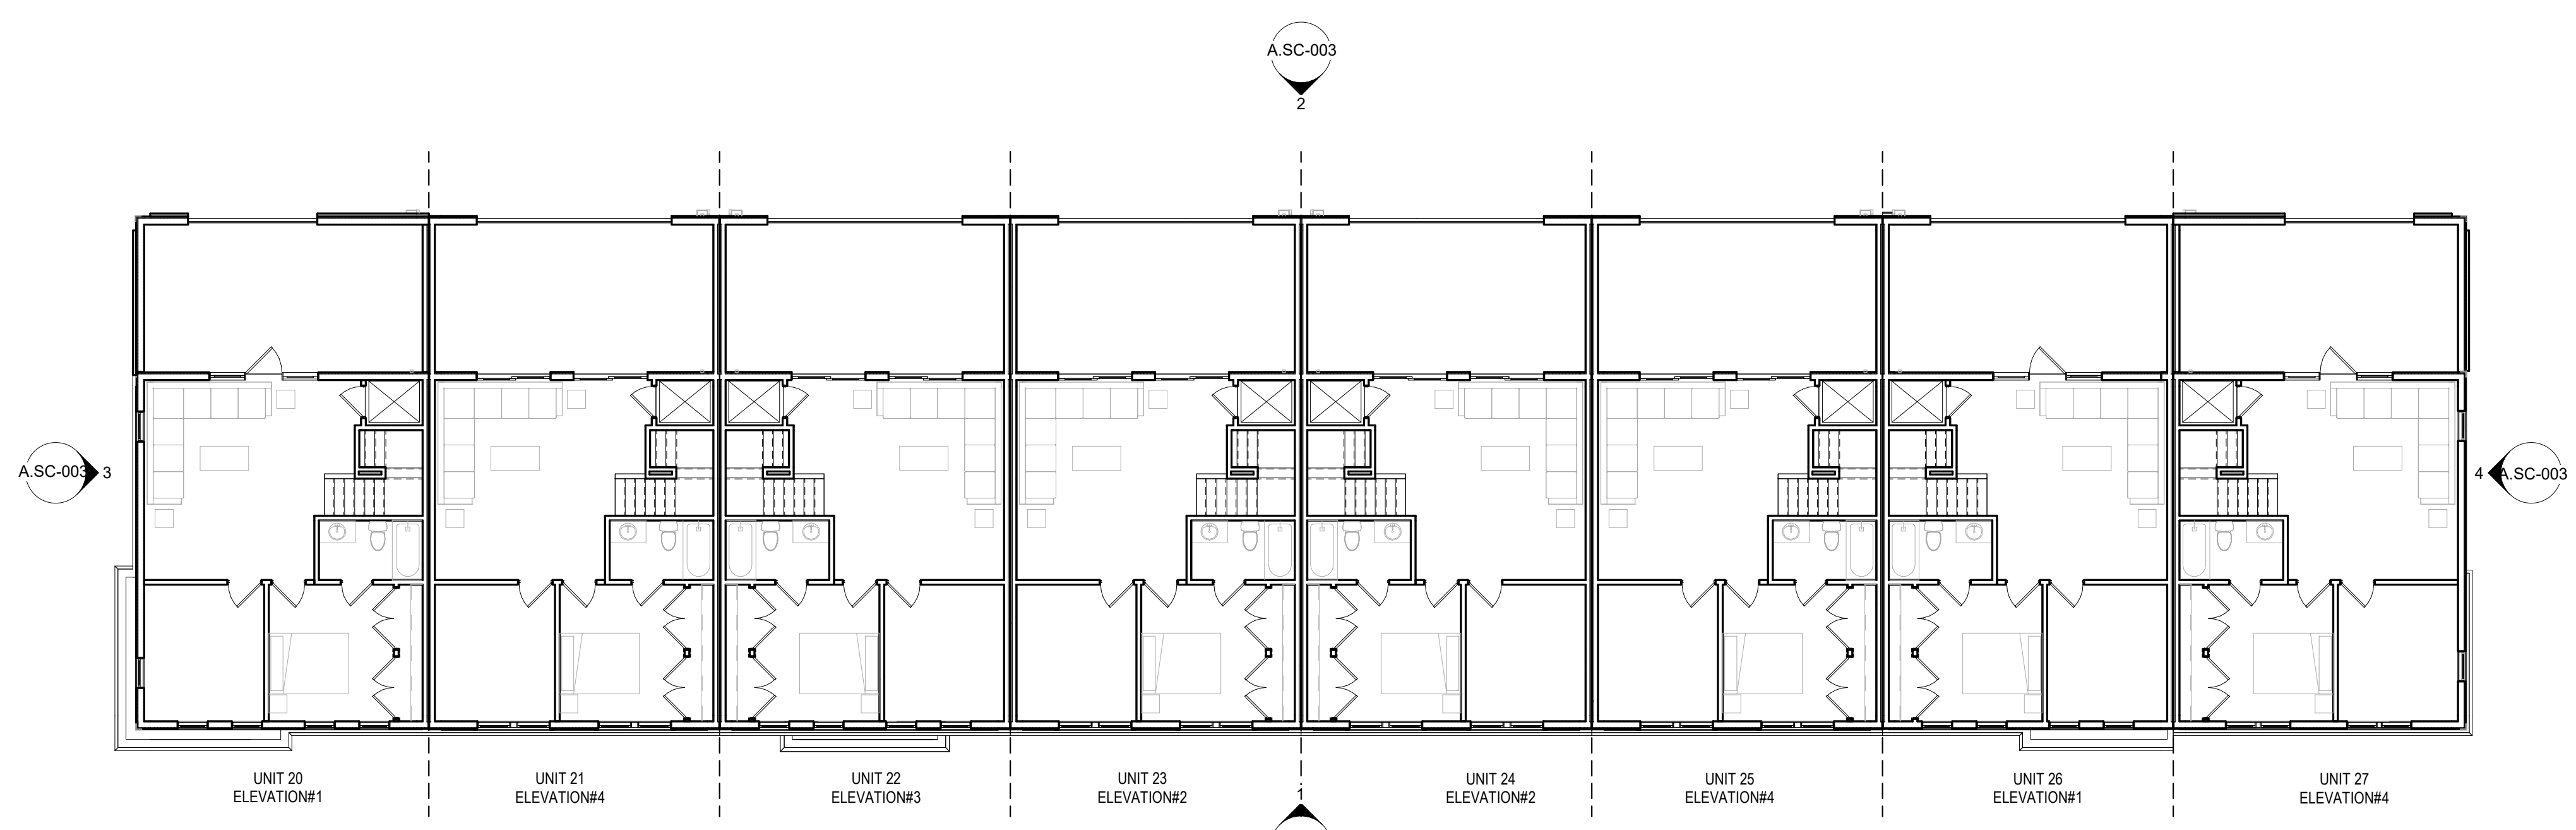 A.SC-003
2
A.SC-003 3
4 A.SC-003
UNIT 20
ELEVATION#1
UNIT 21
ELEVATION#4
UNIT 22
ELEVATION#3
UNIT 23
ELEVATION#2
UNIT 24
ELEVATION#2
UNIT 25
ELEVATION#4
UNIT 26
ELEVATION#1
UNIT 27
ELEVATION#4
1